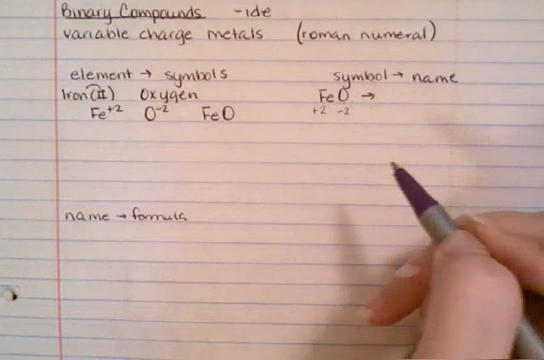 Binary Compounds -ide
variable charge metals (roman numeral)
element → symbols
Iron (II) Oxygen
Fe+2 O-2 FeO
symbol → name
FeO →
+2 -2
name → formula